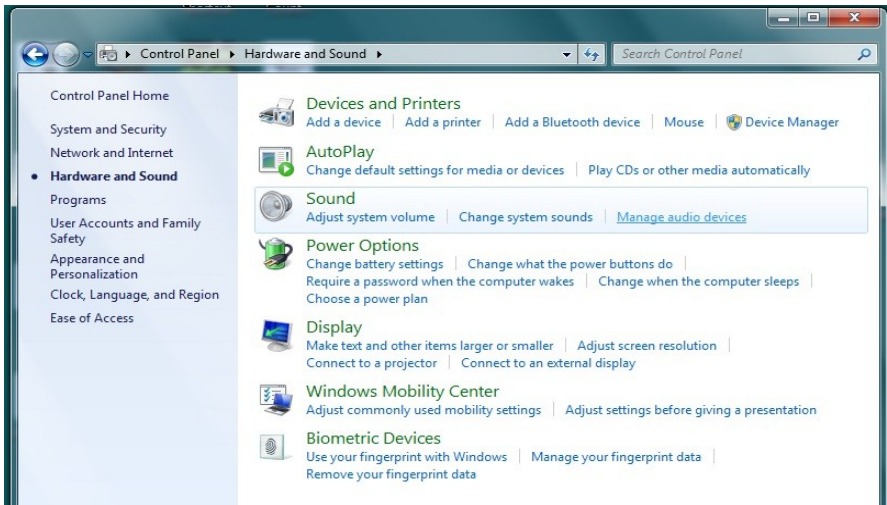 Control Panel ▸ Hardware and Sound ▸
Search Control Panel
Control Panel Home
System and Security
Network and Internet
Hardware and Sound
Programs
User Accounts and Family
Safety
Appearance and
Personalization
Clock, Language, and Region
Ease of Access
Devices and Printers
Add a device | Add a printer | Add a Bluetooth device | Mouse | Device Manager
AutoPlay
Change default settings for media or devices | Play CDs or other media automatically
Sound
Adjust system volume | Change system sounds | Manage audio devices
Power Options
Change battery settings | Change what the power buttons do |
Require a password when the computer wakes | Change when the computer sleeps |
Choose a power plan
Display
Make text and other items larger or smaller | Adjust screen resolution |
Connect to a projector | Connect to an external display
Windows Mobility Center
Adjust commonly used mobility settings | Adjust settings before giving a presentation
Biometric Devices
Use your fingerprint with Windows | Manage your fingerprint data |
Remove your fingerprint data